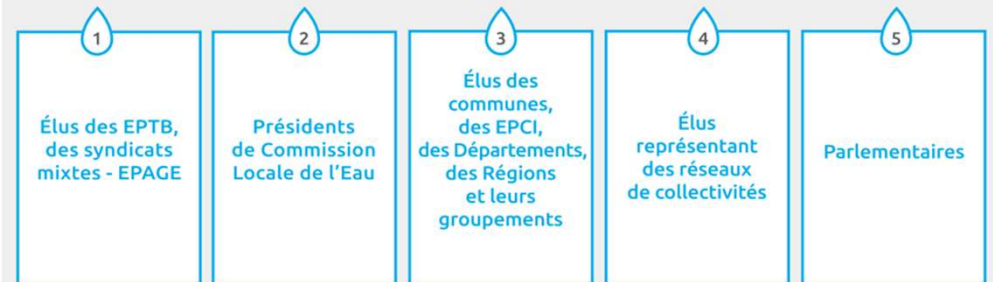 1
Élus des EPTB,
des syndicats
mixtes - EPAGE
2
Présidents
de Commission
Locale de l'Eau
3
Élus des
communes,
des EPCI,
des Départements,
des Régions
et leurs
groupements
4
Élus
représentant
des réseaux
de collectivités
5
Parlementaires